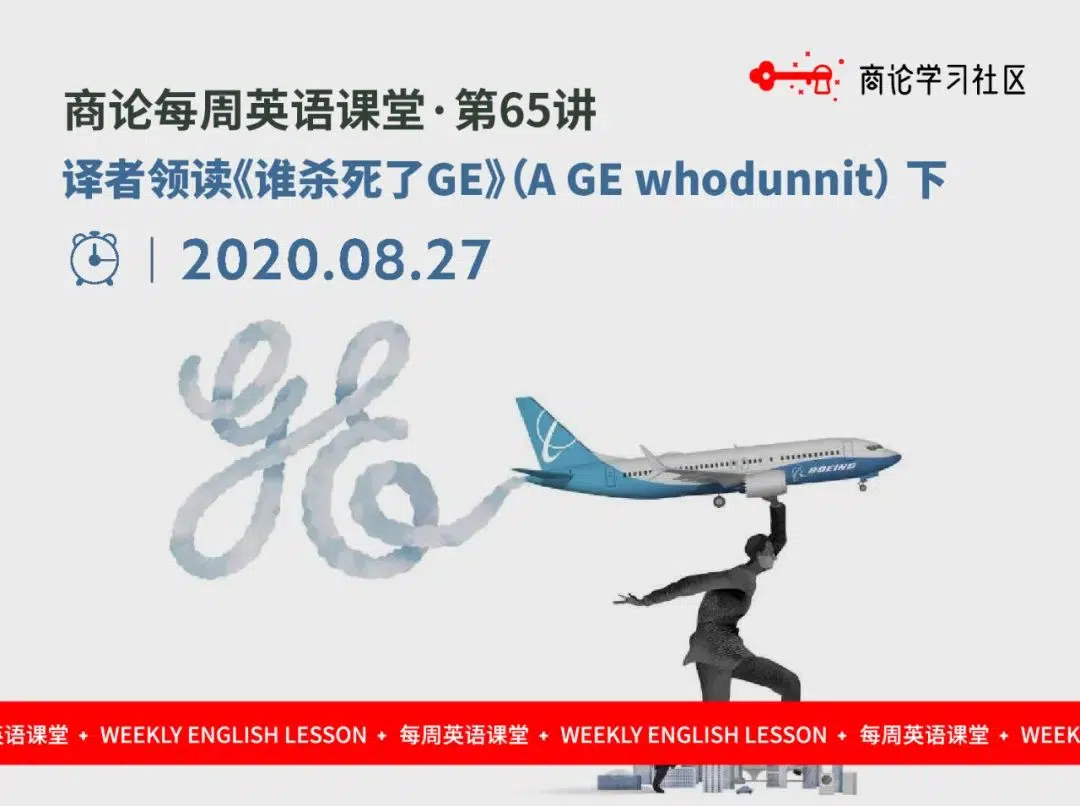 商论学习社区
商论每周英语课堂·第65讲
译者领读《谁杀死了GE》（A GE whodunnit） 下
2020.08.27
GE
BOEING
英语课堂 + WEEKLY ENGLISH LESSON + 每周英语课堂 + WEEKLY ENGLISH LESSON + 每周英语课堂 + WEEK